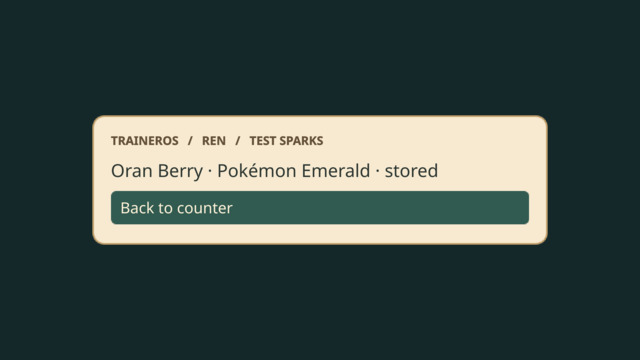 TRAINEROS / REN / TEST SPARKS
Oran Berry · Pokémon Emerald · stored
Back to counter